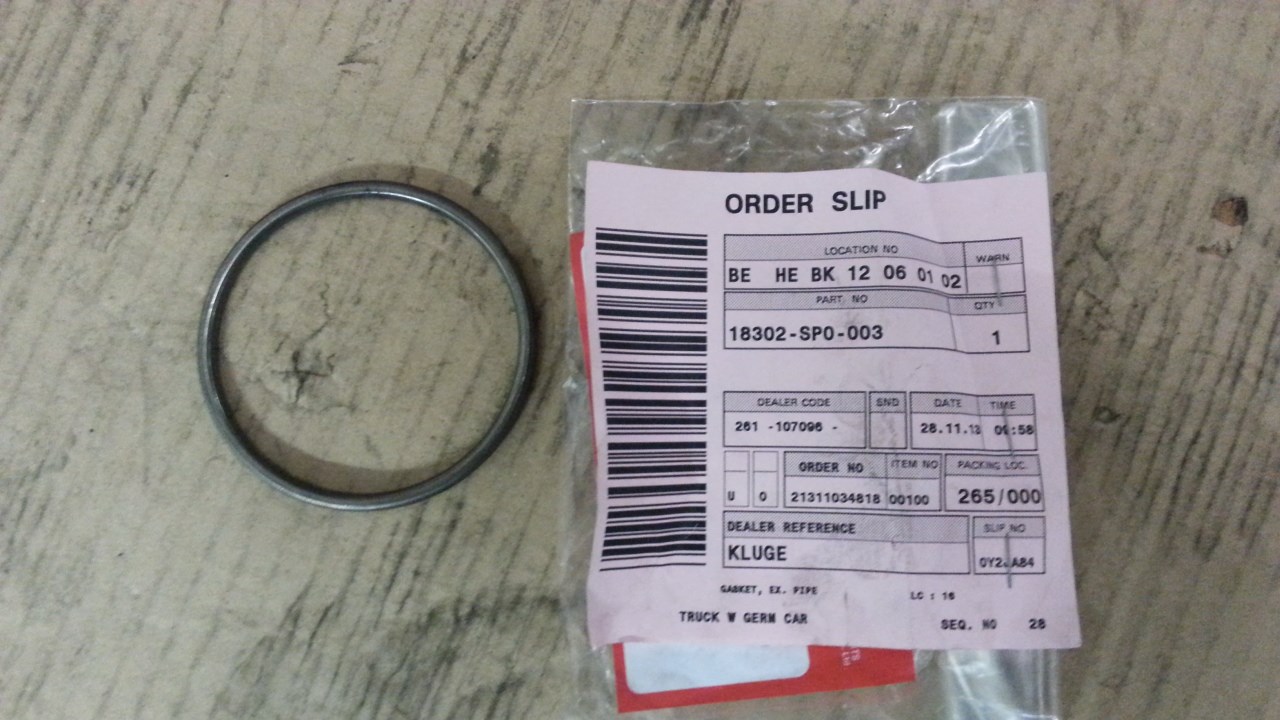 ORDER SLIP
LOCATION NO WARN
BE HE BK 12 06 01 02
PART NO QTY
18302-SP0-003 1
DEALER CODE SND DATE TIME
261 -107096 - 28.11.13 09:58
ORDER NO ITEM NO PACKING LOC.
U O 21311034818 00100 265/000
DEALER REFERENCE SLIP NO
KLUGE
GASKET, EX. PIPE LC : 16
TRUCK W GERM CAR SEQ. NO 28